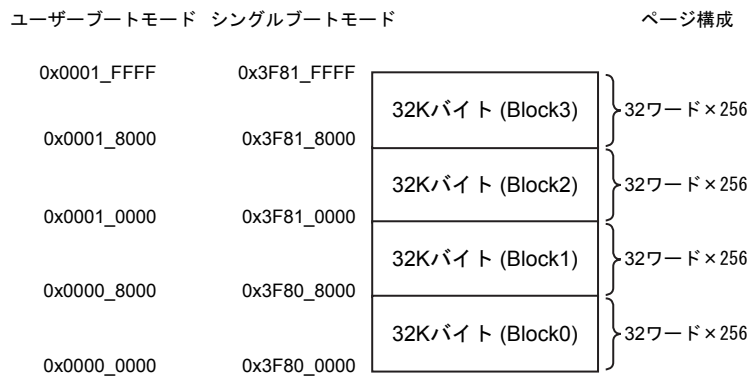 ユーザーブートモード シングルブートモード ページ構成
0x0001_FFFF 0x3F81_FFFF
32Kバイト (Block3) 32ワード×256
0x0001_8000 0x3F81_8000
32Kバイト (Block2) 32ワード×256
0x0001_0000 0x3F81_0000
32Kバイト (Block1) 32ワード×256
0x0000_8000 0x3F80_8000
32Kバイト (Block0) 32ワード×256
0x0000_0000 0x3F80_0000